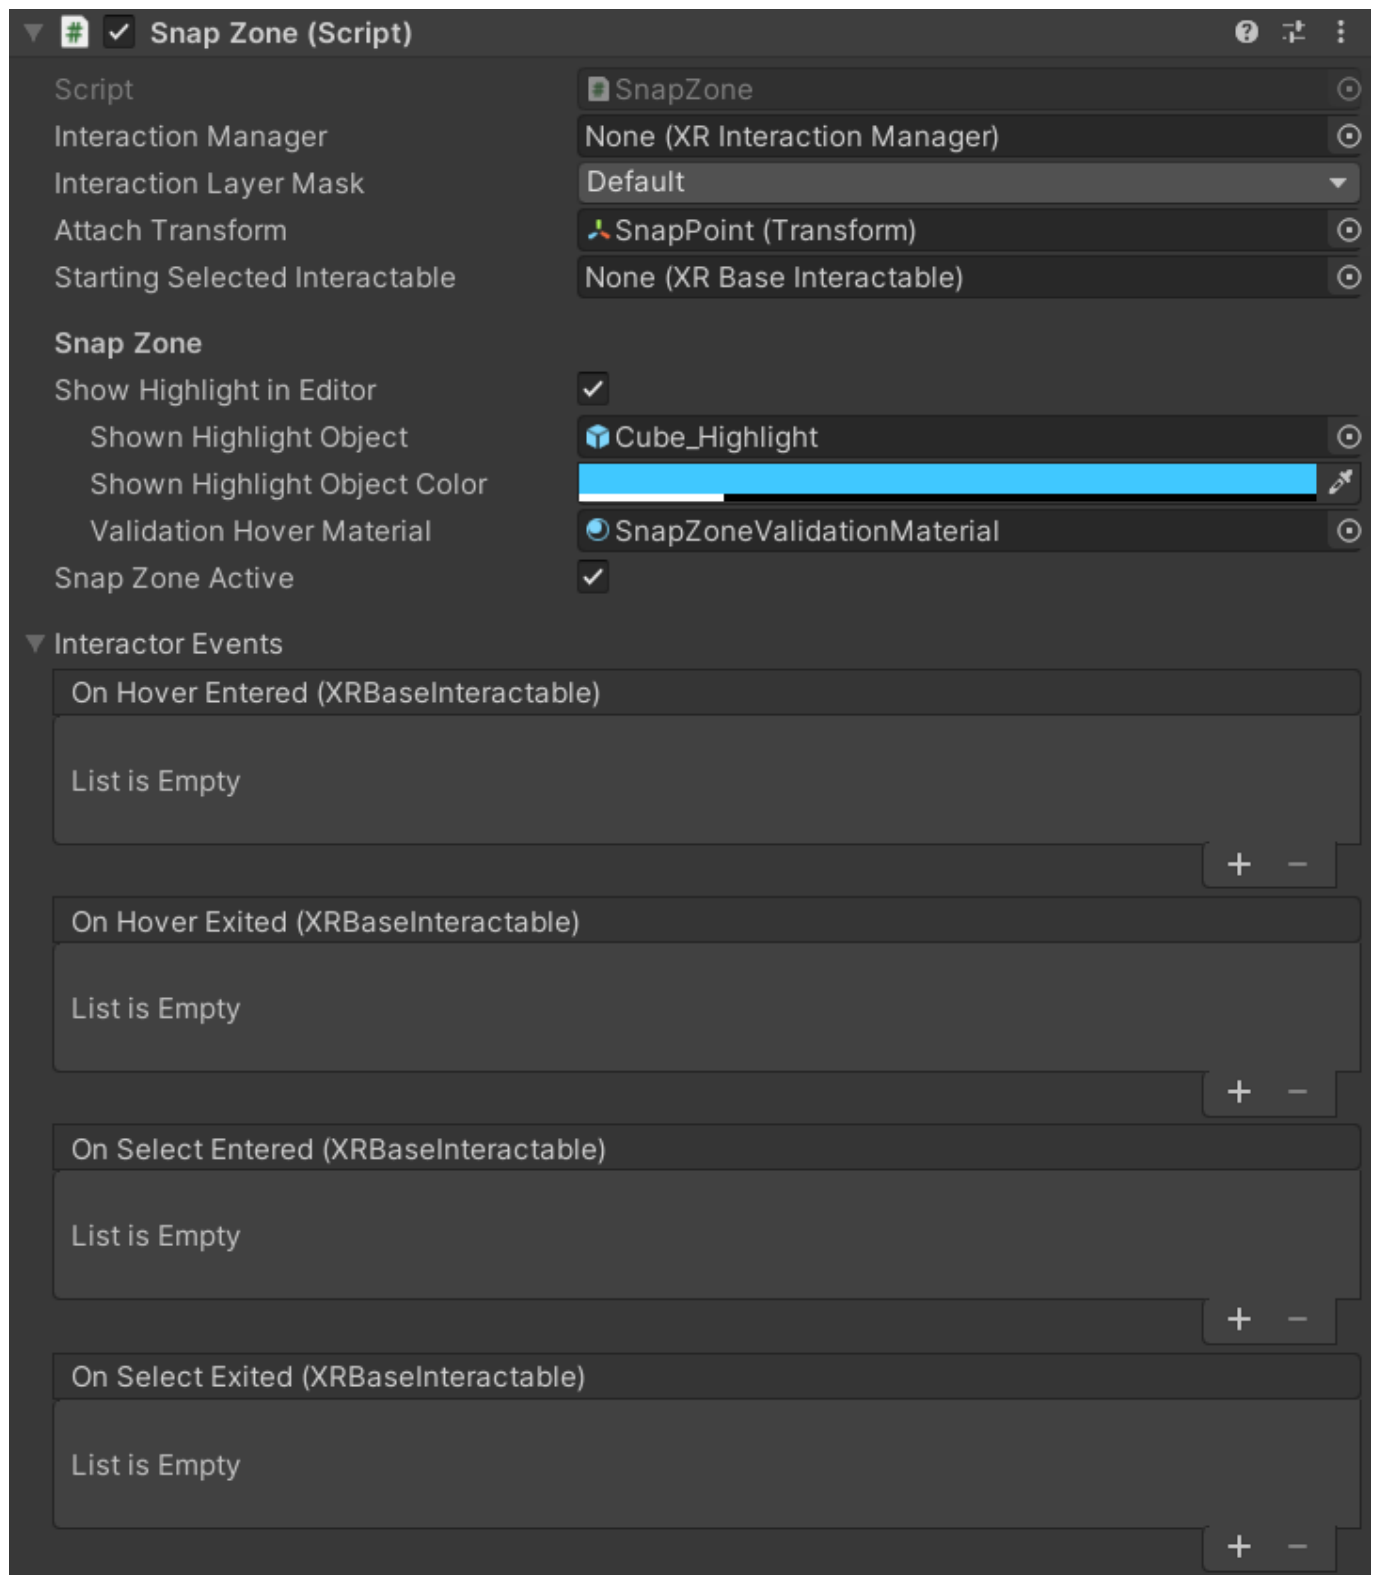 Snap Zone (Script)
Script SnapZone
Interaction Manager None (XR Interaction Manager)
Interaction Layer Mask Default
Attach Transform SnapPoint (Transform)
Starting Selected Interactable None (XR Base Interactable)
Snap Zone
Show Highlight in Editor
Shown Highlight Object Cube_Highlight
Shown Highlight Object Color
Validation Hover Material SnapZoneValidationMaterial
Snap Zone Active
Interactor Events
On Hover Entered (XRBaseInteractable)
List is Empty
+ −
On Hover Exited (XRBaseInteractable)
List is Empty
+ −
On Select Entered (XRBaseInteractable)
List is Empty
+ −
On Select Exited (XRBaseInteractable)
List is Empty
+ −